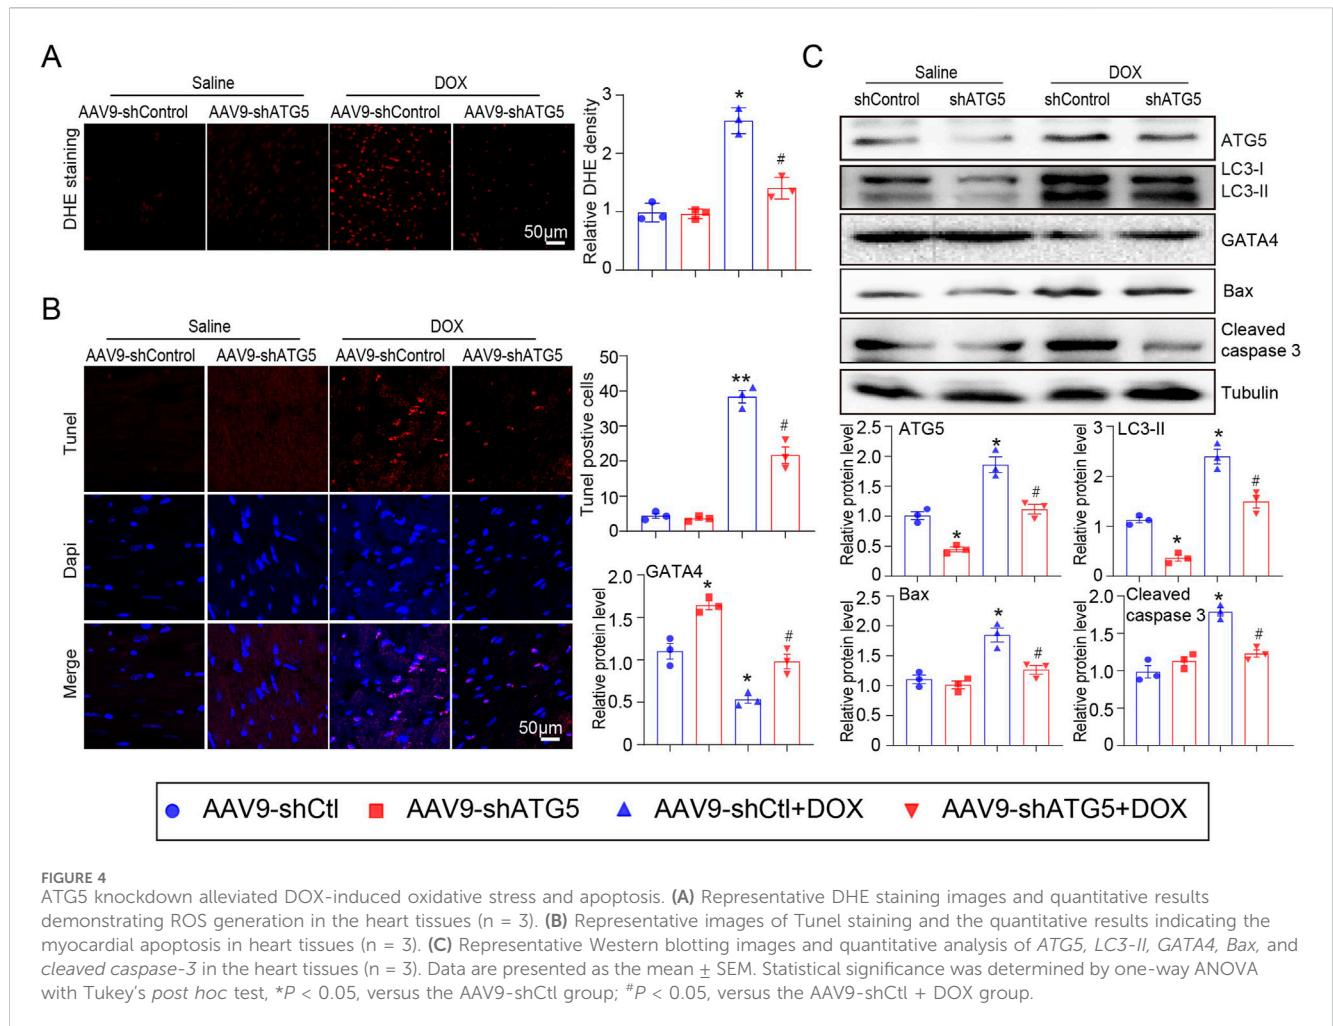 A
Saline DOX
AAV9-shControl AAV9-shATG5 AAV9-shControl AAV9-shATG5
DHE staining
50μm
Relative DHE density
3
2
1
0
*
#
B
Saline DOX
AAV9-shControl AAV9-shATG5 AAV9-shControl AAV9-shATG5
Tunel
Dapi
Merge
50μm
Tunel postive cells
50
40
30
20
10
0
**
#
GATA4
Relative protein level
2.0
1.5
1.0
0.5
0
*
*
#
C
Saline DOX
shControl shATG5 shControl shATG5
ATG5
LC3-I
LC3-II
GATA4
Bax
Cleaved
caspase 3
Tubulin
ATG5
Relative protein level
2.5
2.0
1.5
1.0
0.5
0
*
*
#
LC3-II
Relative protein level
3
2
1
0
*
*
#
Bax
Relative protein level
2.5
2.0
1.5
1.0
0.5
0
*
#
Cleaved
caspase 3
Relative protein level
2.0
1.5
1.0
0.5
0
*
#
AAV9-shCtl AAV9-shATG5 AAV9-shCtl+DOX AAV9-shATG5+DOX
FIGURE 4
ATG5 knockdown alleviated DOX-induced oxidative stress and apoptosis. (A) Representative DHE staining images and quantitative results
demonstrating ROS generation in the heart tissues (n = 3). (B) Representative images of Tunel staining and the quantitative results indicating the
myocardial apoptosis in heart tissues (n = 3). (C) Representative Western blotting images and quantitative analysis of ATG5, LC3-II, GATA4, Bax, and
cleaved caspase-3 in the heart tissues (n = 3). Data are presented as the mean ± SEM. Statistical significance was determined by one-way ANOVA
with Tukey's post hoc test, *P < 0.05, versus the AAV9-shCtl group; #P < 0.05, versus the AAV9-shCtl + DOX group.